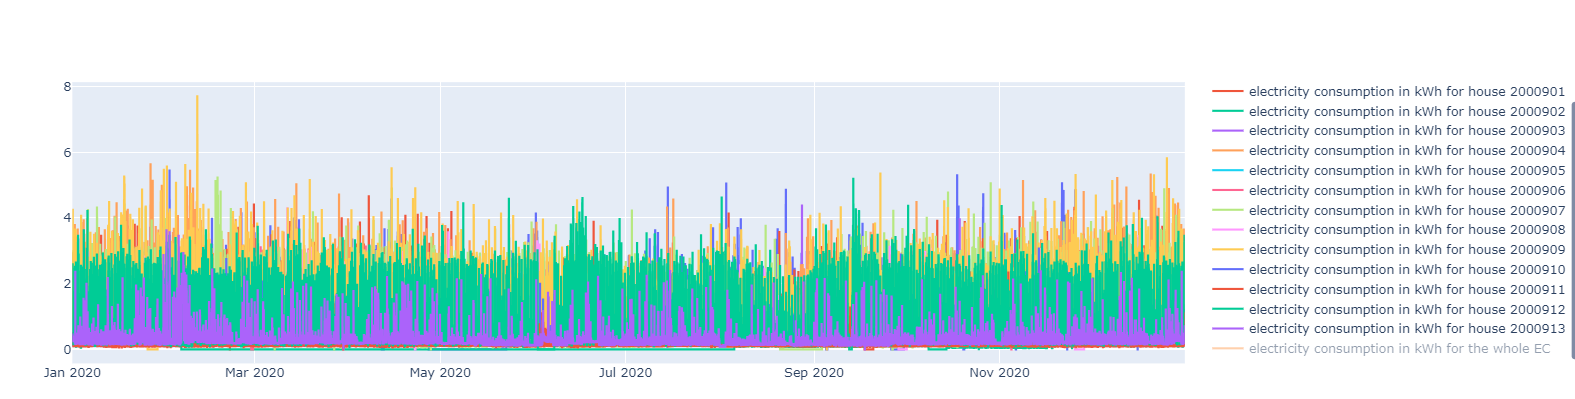 8
6
4
2
0
Jan 2020
Mar 2020
May 2020
Jul 2020
Sep 2020
Nov 2020
electricity consumption in kWh for house 2000901
electricity consumption in kWh for house 2000902
electricity consumption in kWh for house 2000903
electricity consumption in kWh for house 2000904
electricity consumption in kWh for house 2000905
electricity consumption in kWh for house 2000906
electricity consumption in kWh for house 2000907
electricity consumption in kWh for house 2000908
electricity consumption in kWh for house 2000909
electricity consumption in kWh for house 2000910
electricity consumption in kWh for house 2000911
electricity consumption in kWh for house 2000912
electricity consumption in kWh for house 2000913
electricity consumption in kWh for the whole EC